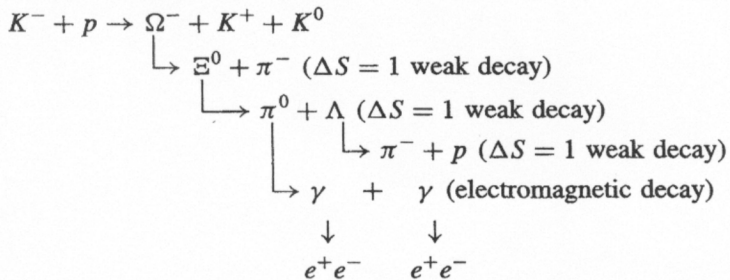 K⁻ + p → Ω⁻ + K⁺ + K⁰
Ξ⁰ + π⁻ (ΔS = 1 weak decay)
π⁰ + Λ (ΔS = 1 weak decay)
π⁻ + p (ΔS = 1 weak decay)
γ + γ (electromagnetic decay)
↓ ↓
e⁺e⁻ e⁺e⁻